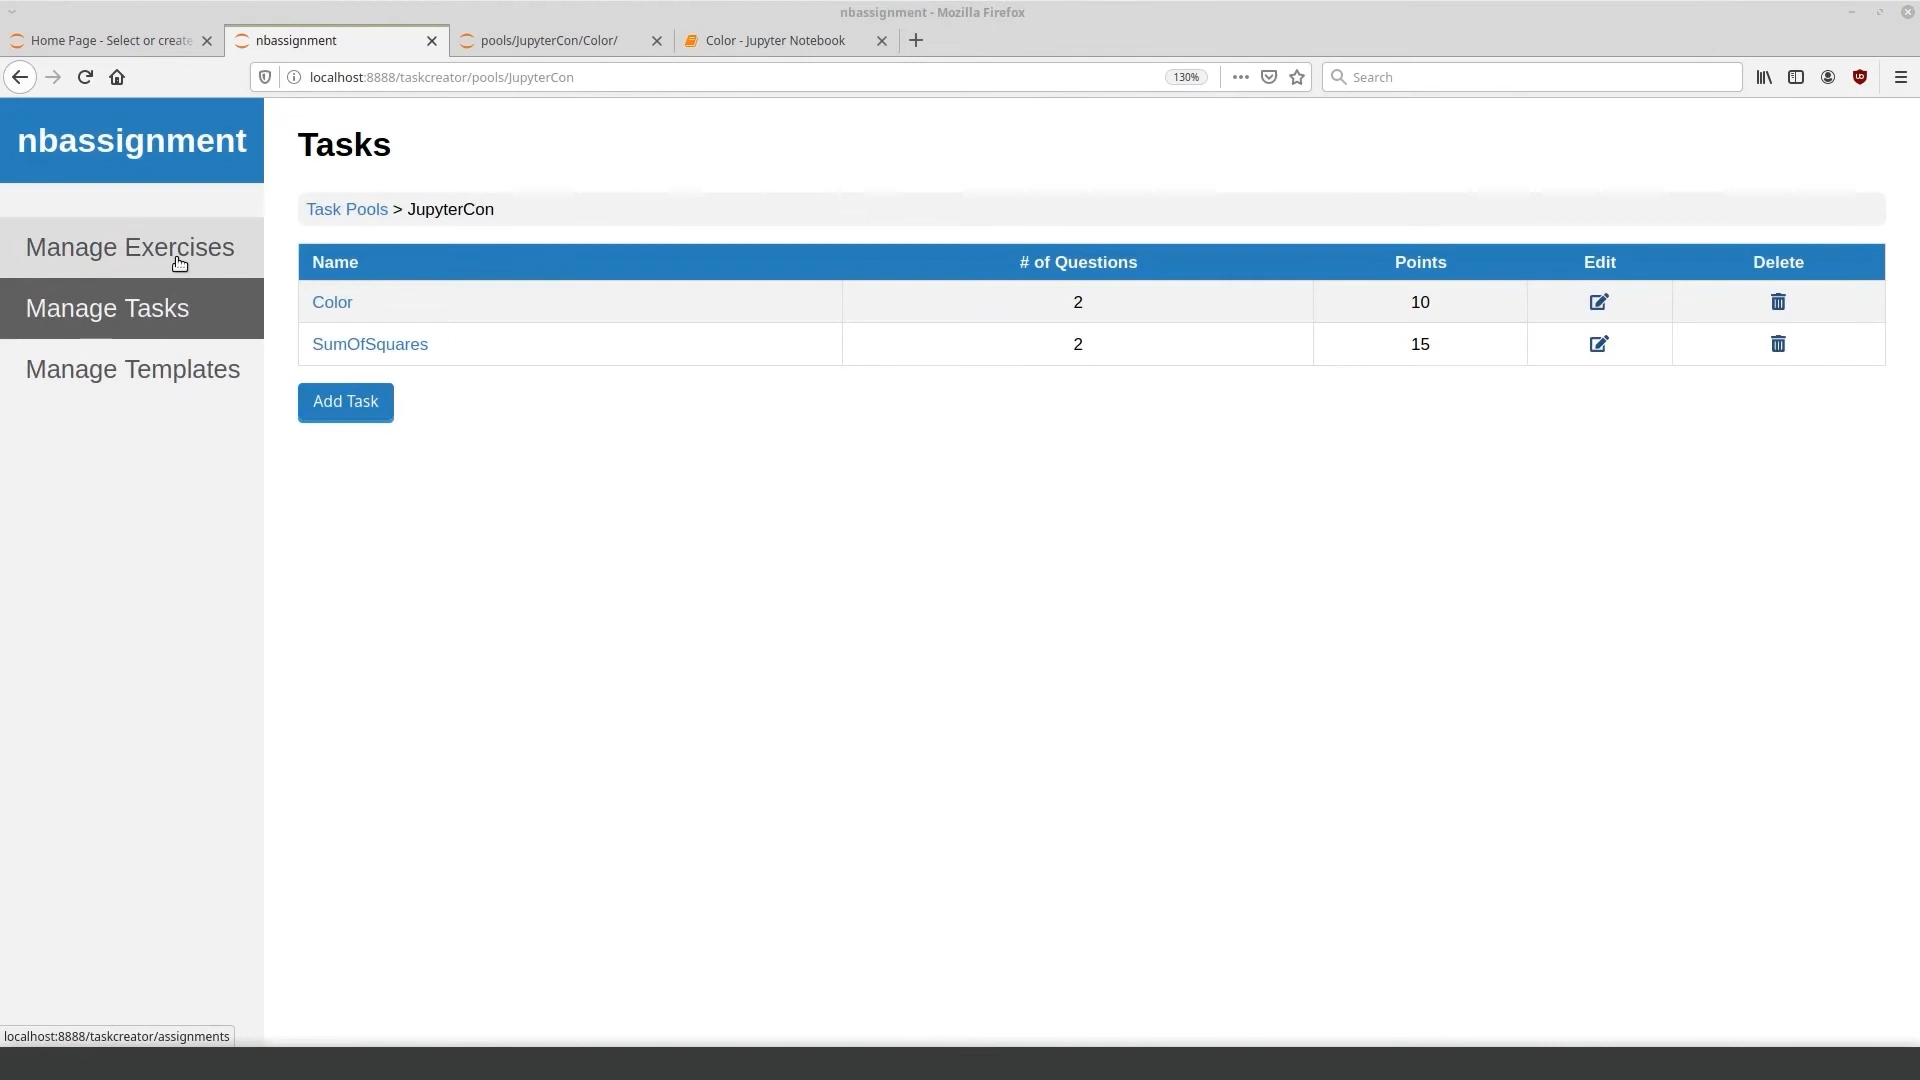 nbassignment - Mozilla Firefox
Home Page - Select or create
nbassignment
pools/JupyterCon/Color/
Color - Jupyter Notebook
localhost:8888/taskcreator/pools/JupyterCon
130%
Search
nbassignment
Manage Exercises
Manage Tasks
Manage Templates
Tasks
Task Pools > JupyterCon
Name # of Questions Points Edit Delete
Color 2 10
SumOfSquares 2 15
Add Task
localhost:8888/taskcreator/assignments